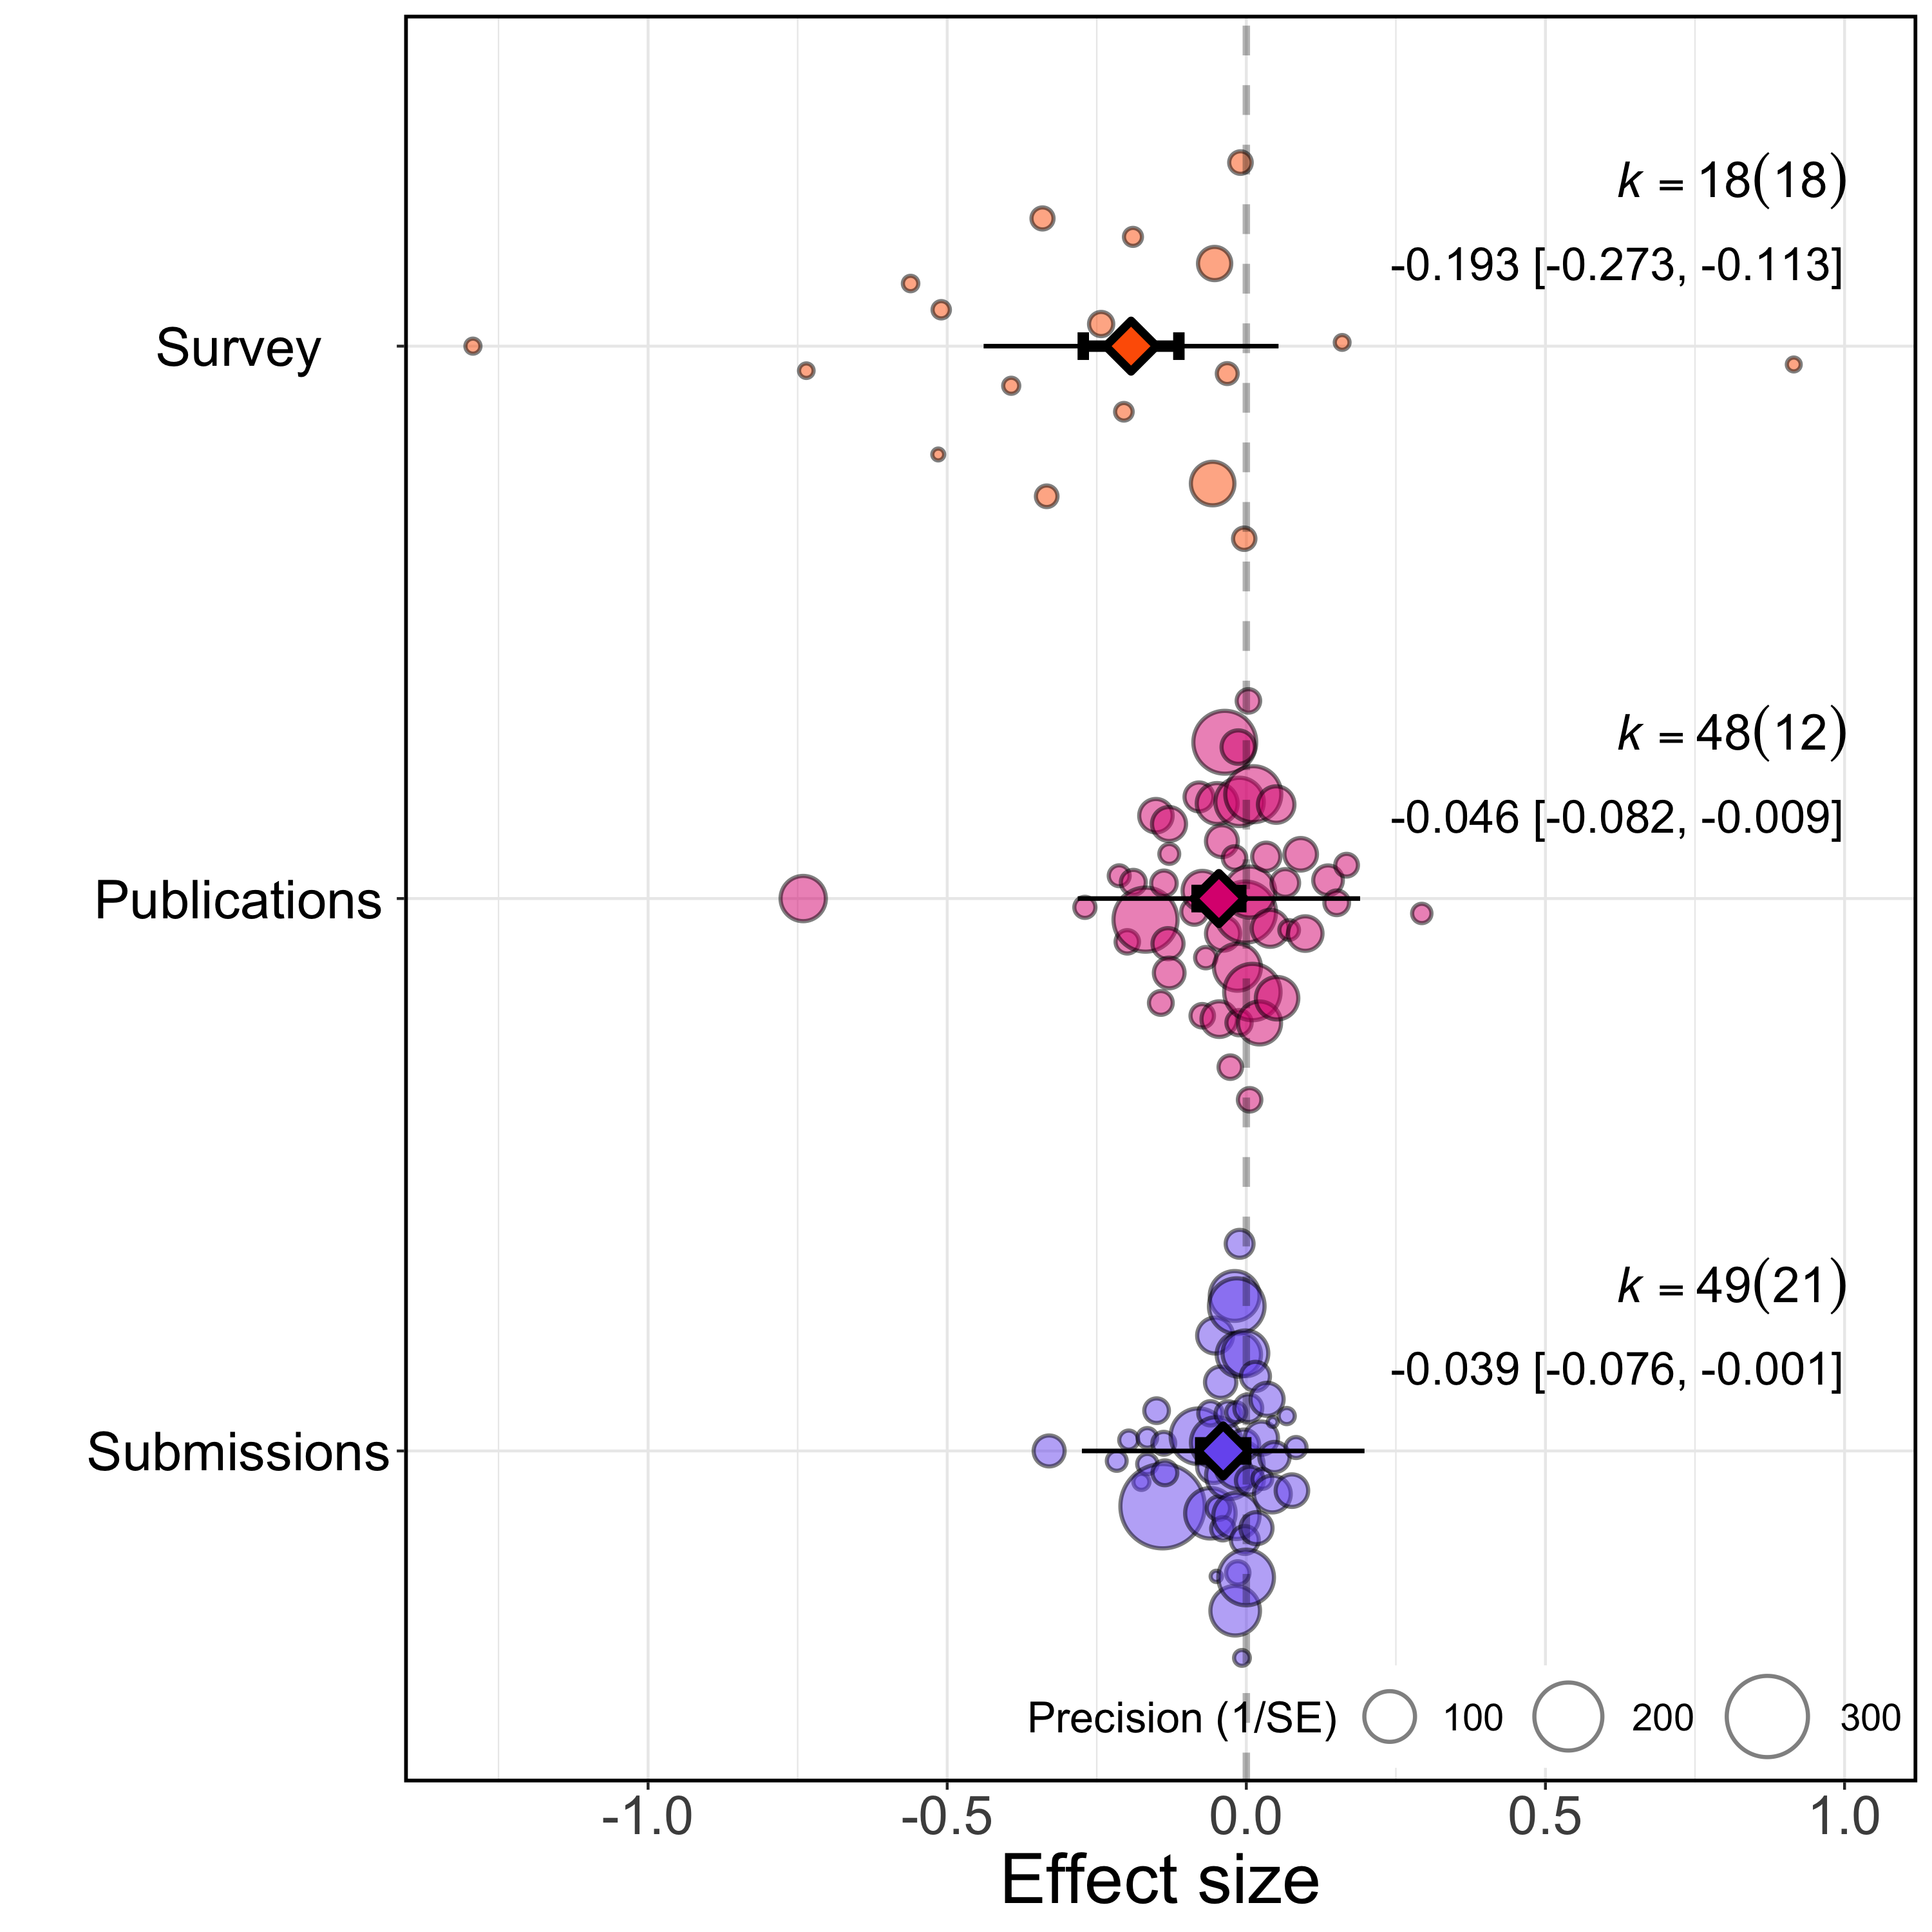 k = 18(18)
-0.193 [-0.273, -0.113]
Survey
k = 48(12)
-0.046 [-0.082, -0.009]
Publications
k = 49(21)
-0.039 [-0.076, -0.001]
Submissions
Precision (1/SE) 100 200 300
-1.0 -0.5 0.0 0.5 1.0
Effect size